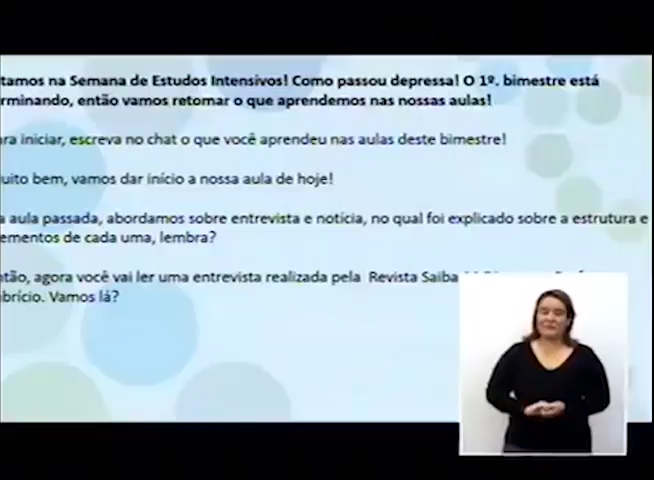 tamos na Semana de Estudos Intensivos! Como passou depressa! O 1º. bimestre está
rminando, então vamos retomar o que aprendemos nas nossas aulas!
ra iniciar, escreva no chat o que você aprendeu nas aulas deste bimestre!
uito bem, vamos dar início a nossa aula de hoje!
a aula passada, abordamos sobre entrevista e notícia, no qual foi explicado sobre a estrutura e
ementos de cada uma, lembra?
ntão, agora você vai ler uma entrevista realizada pela Revista Saiba
abrício. Vamos lá?